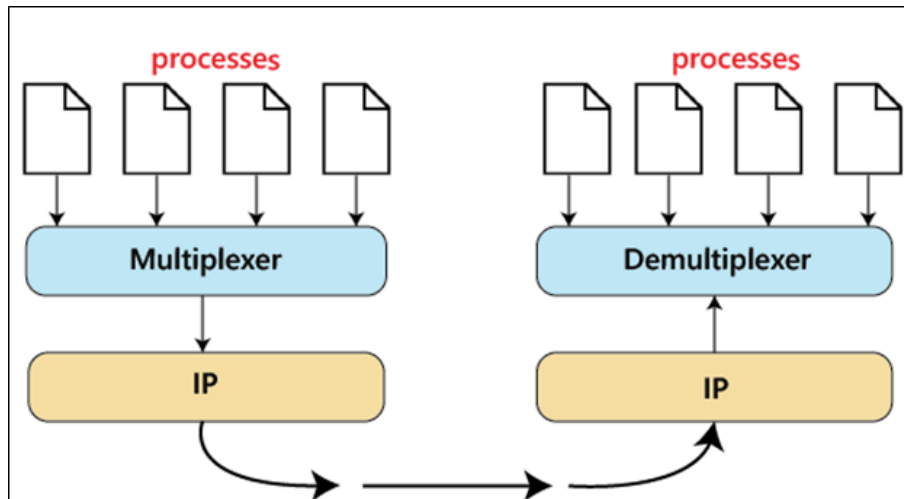 processes
processes
Multiplexer
Demultiplexer
IP
IP